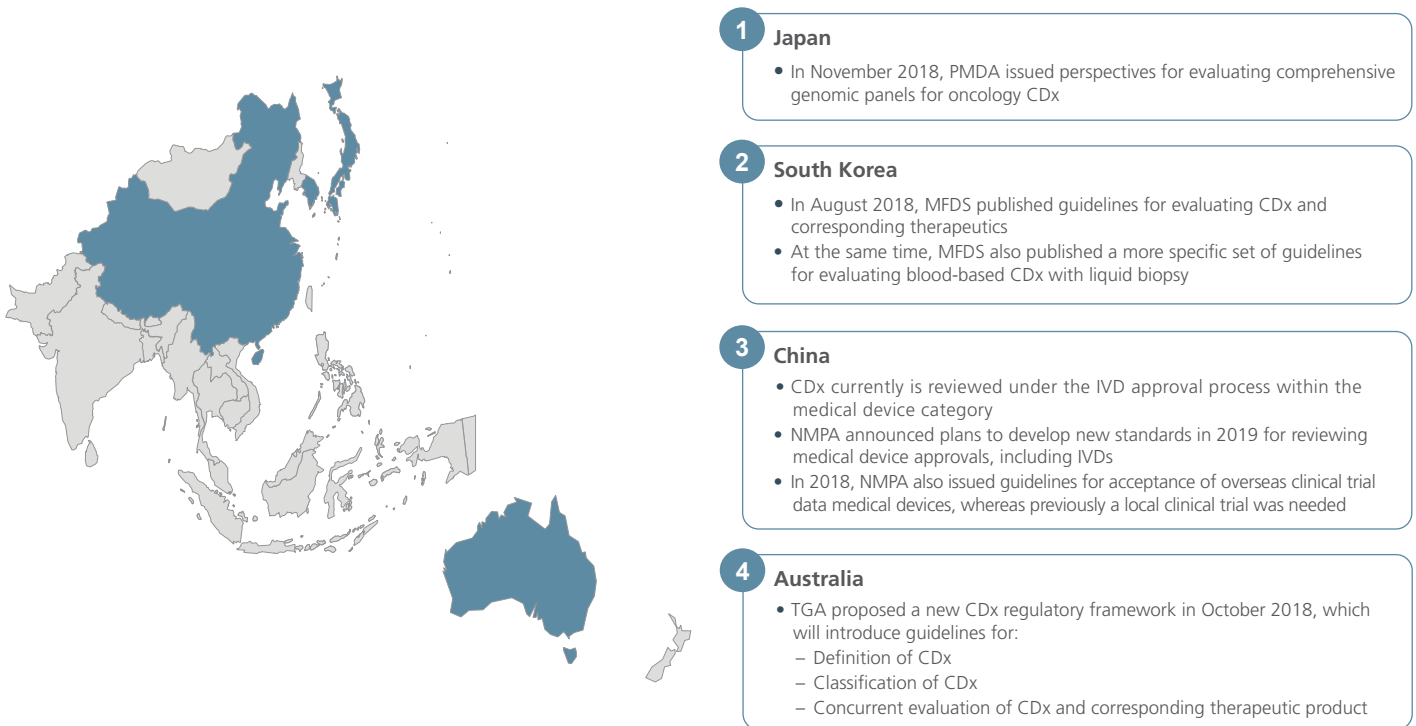 1
Japan
• In November 2018, PMDA issued perspectives for evaluating comprehensive
genomic panels for oncology CDx
2
South Korea
• In August 2018, MFDS published guidelines for evaluating CDx and
corresponding therapeutics
• At the same time, MFDS also published a more specific set of guidelines
for evaluating blood-based CDx with liquid biopsy
3
China
• CDx currently is reviewed under the IVD approval process within the
medical device category
• NMPA announced plans to develop new standards in 2019 for reviewing
medical device approvals, including IVDs
• In 2018, NMPA also issued guidelines for acceptance of overseas clinical trial
data medical devices, whereas previously a local clinical trial was needed
4
Australia
• TGA proposed a new CDx regulatory framework in October 2018, which
will introduce guidelines for:
– Definition of CDx
– Classification of CDx
– Concurrent evaluation of CDx and corresponding therapeutic product